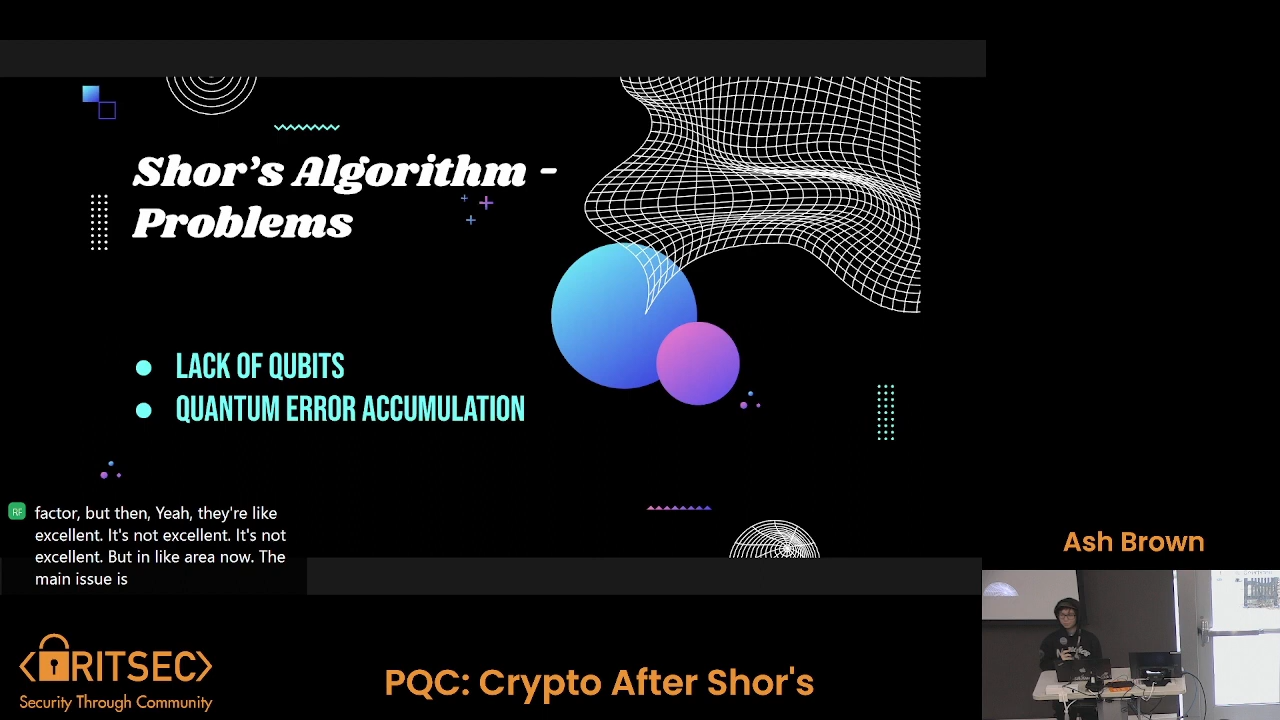 Shor's Algorithm -
Problems
● LACK OF QUBITS
● QUANTUM ERROR ACCUMULATION
RF
factor, but then, Yeah, they're like
excellent. It's not excellent. It's not
excellent. But in like area now. The
main issue is
Ash Brown
RITSEC
Security Through Community
PQC: Crypto After Shor's